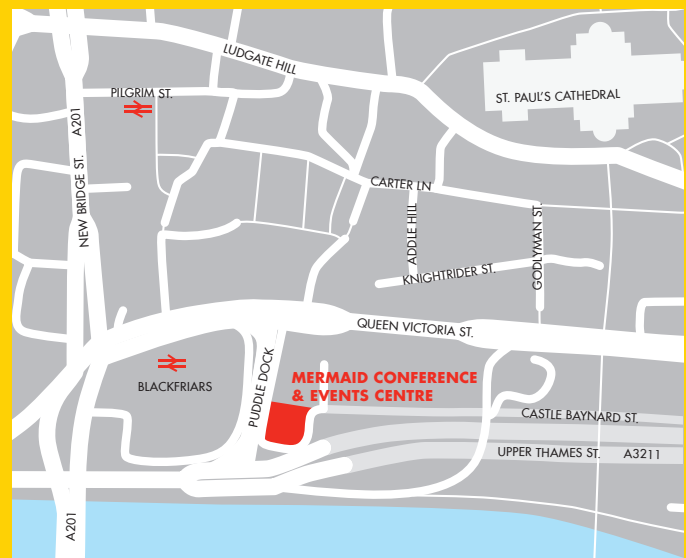 LUDGATE HILL
PILGRIM ST.
ST. PAUL'S CATHEDRAL
A201
NEW BRIDGE ST.
CARTER LN
ADDLE HILL
GODLYMAN ST.
KNIGHTRIDER ST.
QUEEN VICTORIA ST.
BLACKFRIARS
PUDDLE DOCK
MERMAID CONFERENCE
& EVENTS CENTRE
CASTLE BAYNARD ST.
UPPER THAMES ST. A3211
A201